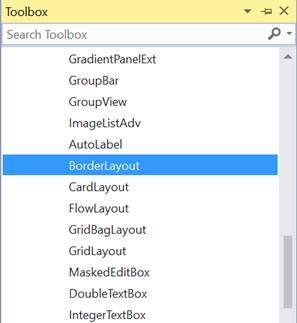 Toolbox
Search Toolbox
GradientPanelExt
GroupBar
GroupView
ImageListAdv
AutoLabel
BorderLayout
CardLayout
FlowLayout
GridBagLayout
GridLayout
MaskedEditBox
DoubleTextBox
IntegerTextBox